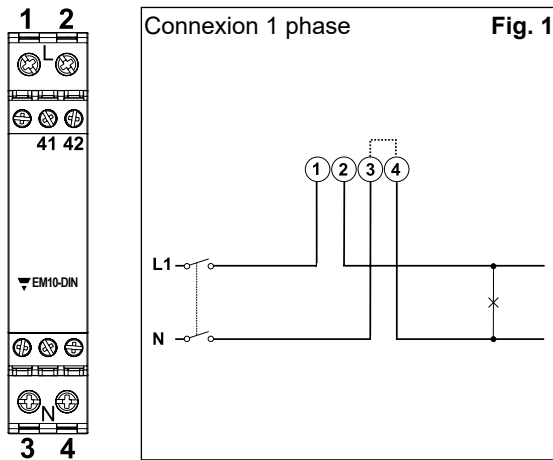 1 2
L
41 42
EM10-DIN
N
3 4
Connexion 1 phase Fig. 1
1 2 3 4
L1
N